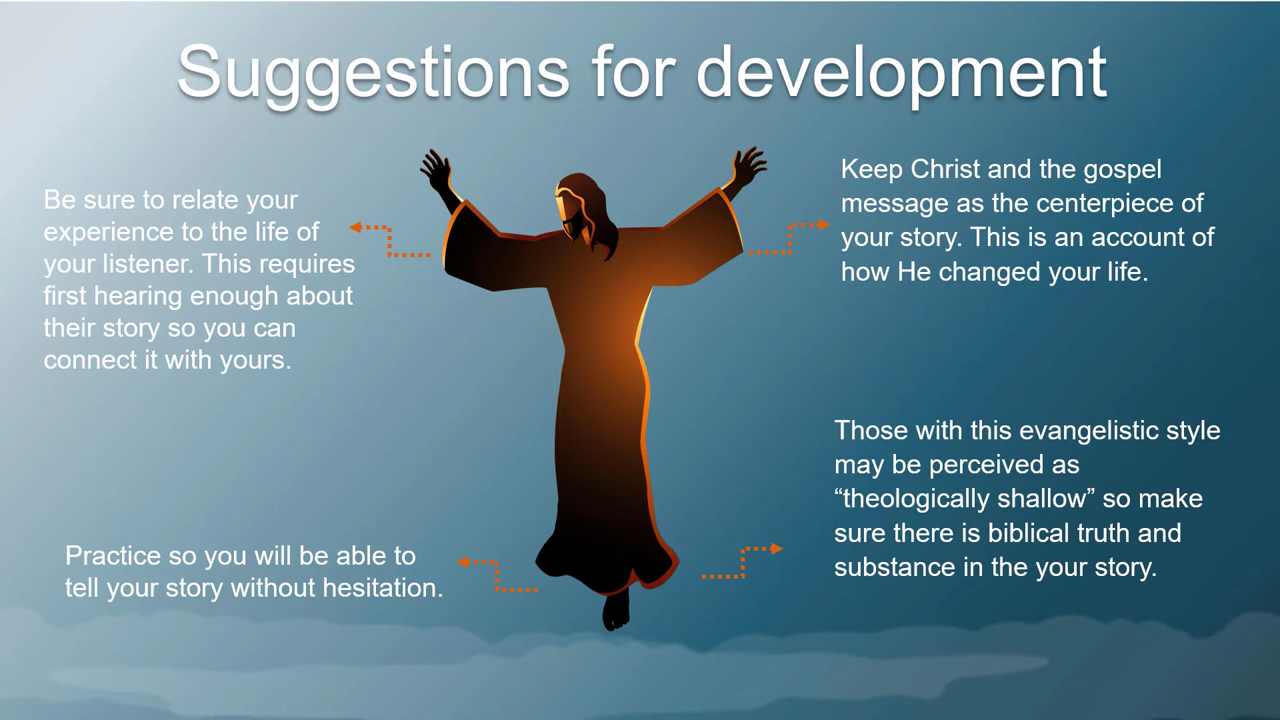 Suggestions for development
Be sure to relate your
experience to the life of
your listener. This requires
first hearing enough about
their story so you can
connect it with yours.
Keep Christ and the gospel
message as the centerpiece of
your story. This is an account of
how He changed your life.
Practice so you will be able to
tell your story without hesitation.
Those with this evangelistic style
may be perceived as
“theologically shallow” so make
sure there is biblical truth and
substance in the your story.